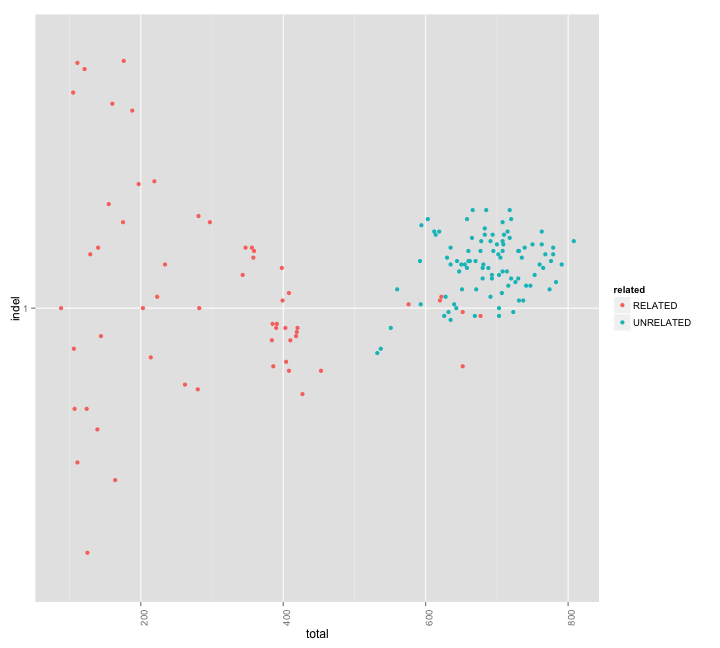 indel
1
200
400
600
800
total
related
RELATED
UNRELATED